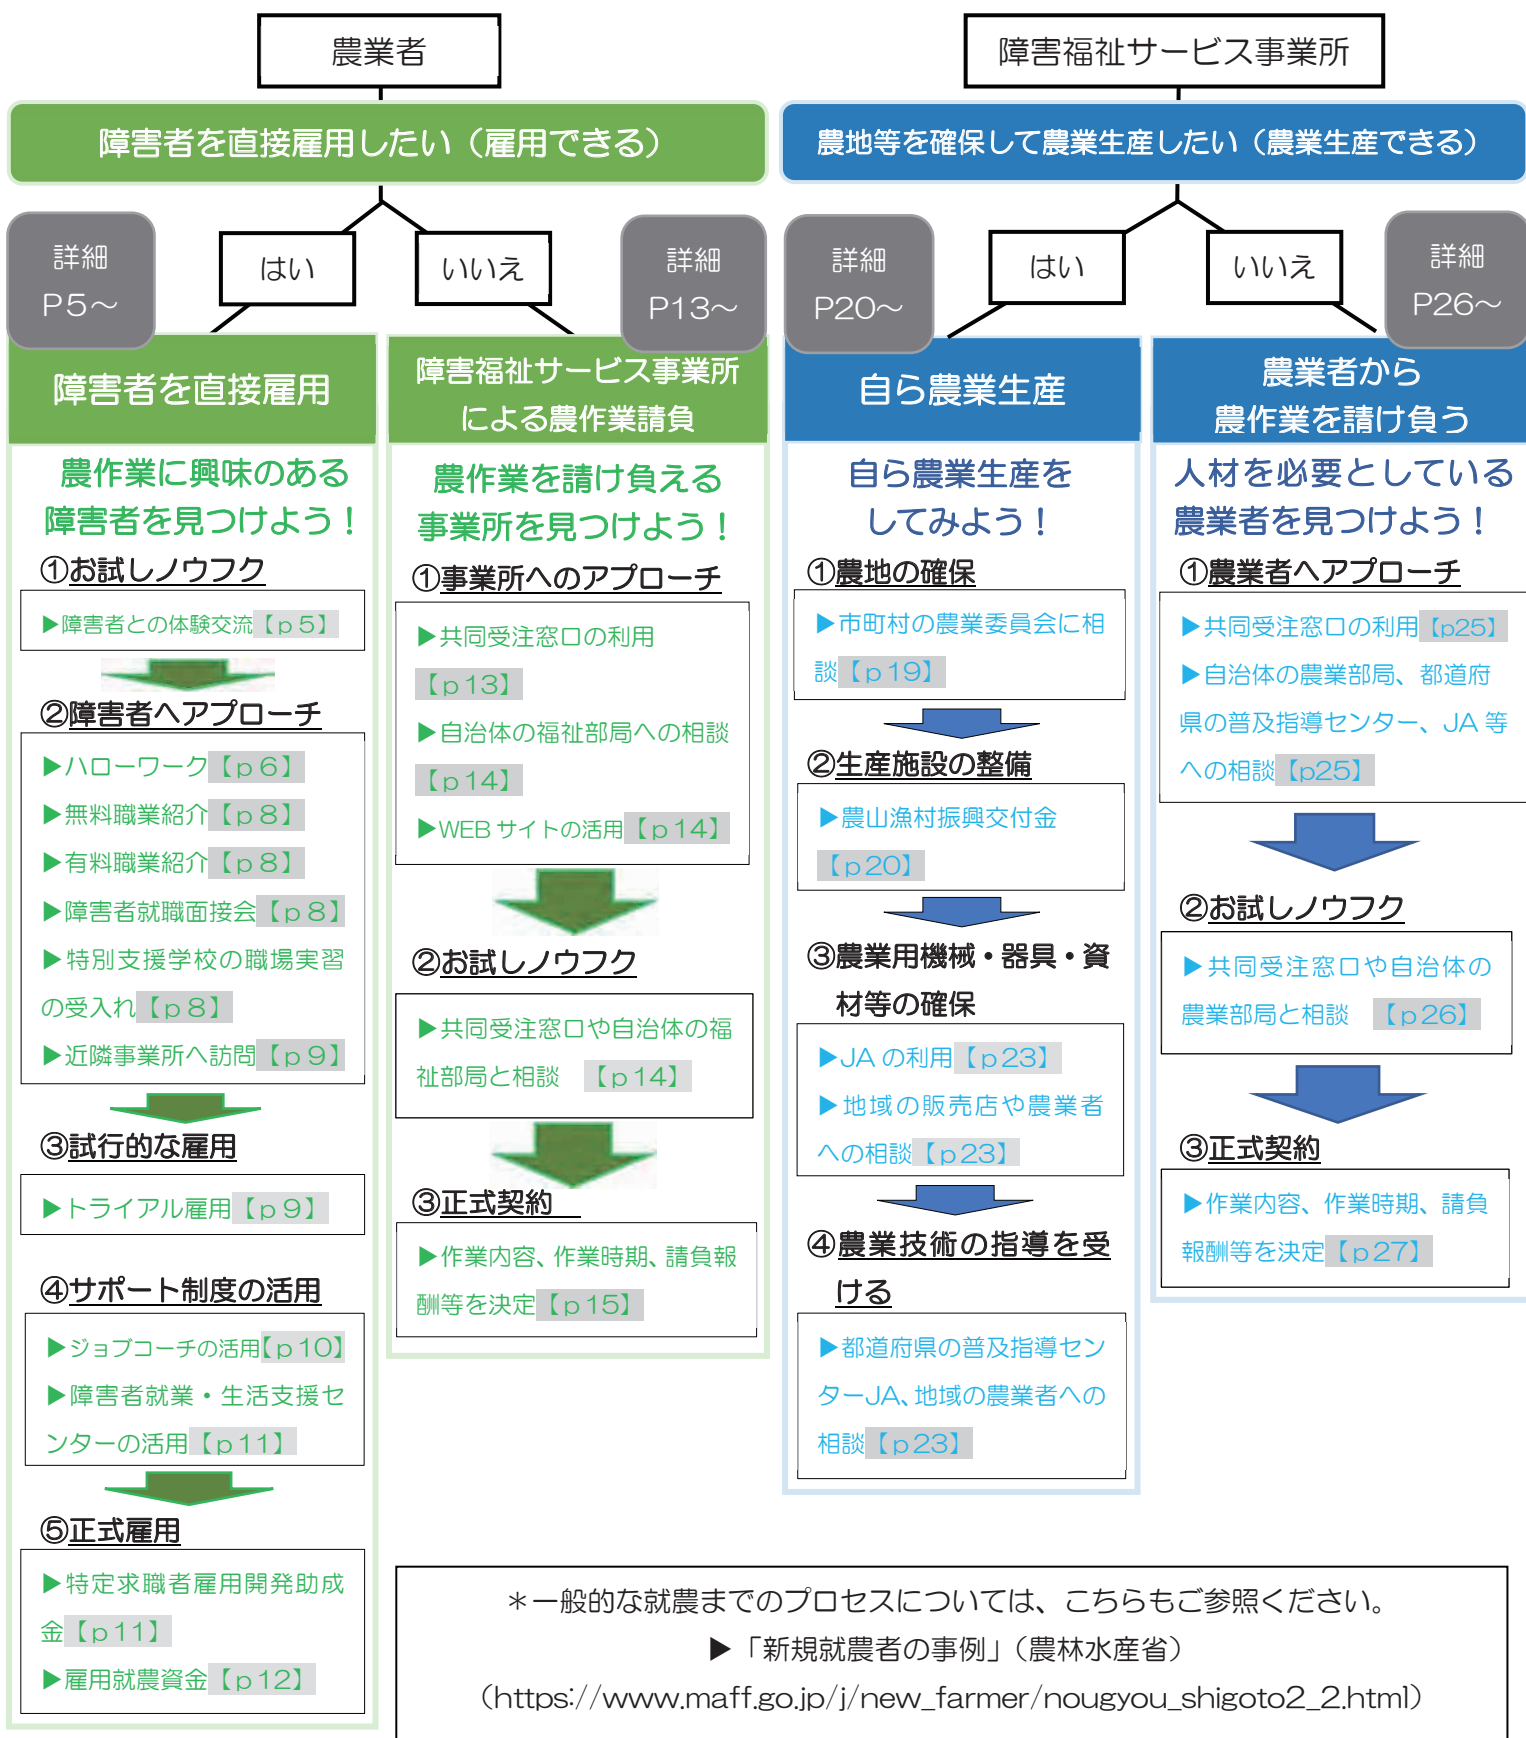 農業者
障害者を直接雇用したい（雇用できる）
詳細
P5～
はい
いいえ
詳細
P13～
障害者を直接雇用
農作業に興味のある
障害者を見つけよう！
①お試しノウフク
▶障害者との体験交流【p5】
②障害者へアプローチ
▶ハローワーク【p6】
▶無料職業紹介【p8】
▶有料職業紹介【p8】
▶障害者就職面接会【p8】
▶特別支援学校の職場実習
の受入れ【p8】
▶近隣事業所へ訪問【p9】
③試行的な雇用
▶トライアル雇用【p9】
④サポート制度の活用
▶ジョブコーチの活用【p10】
▶障害者就業・生活支援セ
ンターの活用【p11】
⑤正式雇用
▶特定求職者雇用開発助成
金【p11】
▶雇用就農資金【p12】
障害福祉サービス事業所
による農作業請負
農作業を請け負える
事業所を見つけよう！
①事業所へのアプローチ
▶共同受注窓口の利用
【p13】
▶自治体の福祉部局への相談
【p14】
▶WEBサイトの活用【p14】
②お試しノウフク
▶共同受注窓口や自治体の福
祉部局と相談　【p14】
③正式契約
▶作業内容、作業時期、請負報
酬等を決定【p15】
障害福祉サービス事業所
農地等を確保して農業生産したい（農業生産できる）
詳細
P20～
はい
いいえ
詳細
P26～
自ら農業生産
自ら農業生産を
してみよう！
①農地の確保
▶市町村の農業委員会に相
談【p19】
②生産施設の整備
▶農山漁村振興交付金
【p20】
③農業用機械・器具・資
材等の確保
▶JAの利用【p23】
▶地域の販売店や農業者
への相談【p23】
④農業技術の指導を受
ける
▶都道府県の普及指導セン
ターJA、地域の農業者への
相談【p23】
農業者から
農作業を請け負う
人材を必要としている
農業者を見つけよう！
①農業者へアプローチ
▶共同受注窓口の利用【p25】
▶自治体の農業部局、都道府
県の普及指導センター、JA等
への相談【p25】
②お試しノウフク
▶共同受注窓口や自治体の
農業部局と相談　【p26】
③正式契約
▶作業内容、作業時期、請負
報酬等を決定【p27】
＊一般的な就農までのプロセスについては、こちらもご参照ください。
▶「新規就農者の事例」（農林水産省）
（https://www.maff.go.jp/j/new_farmer/nougyou_shigoto2_2.html）